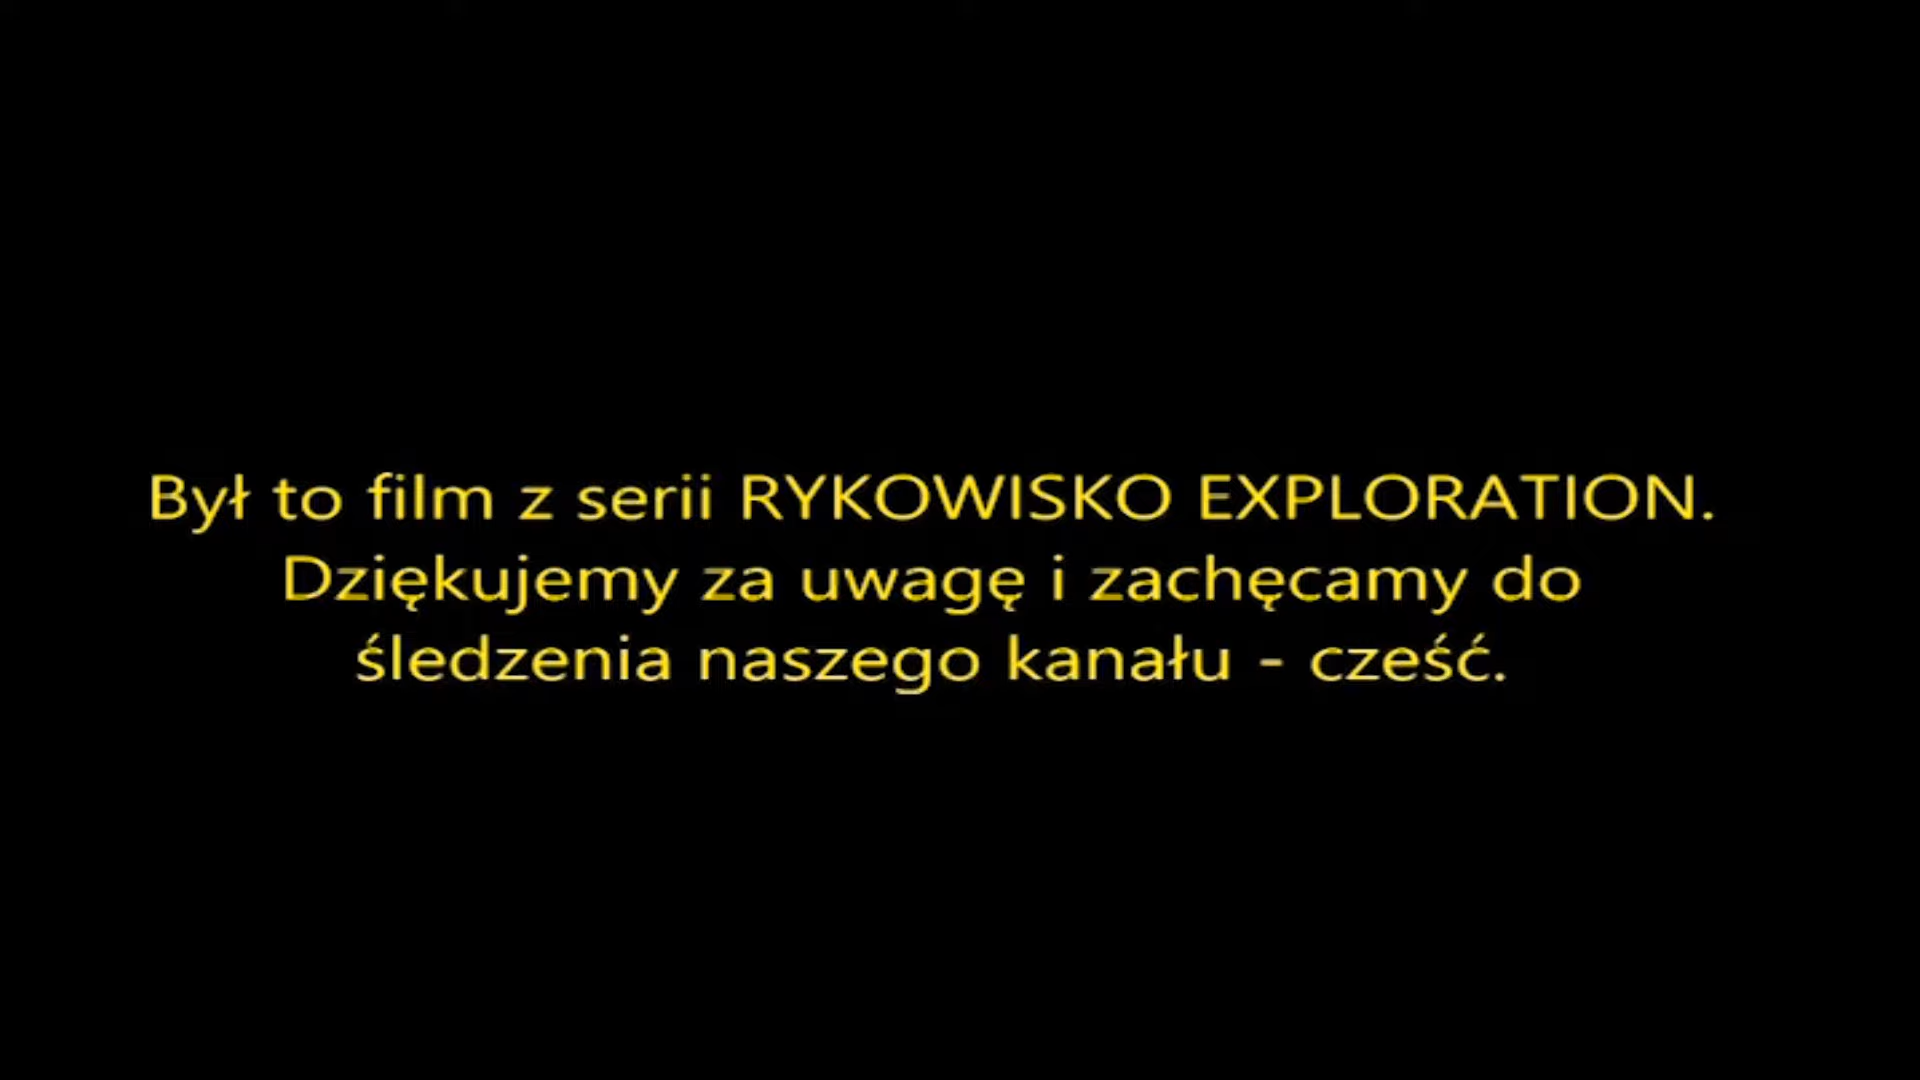 Był to film z serii RYKOWISKO EXPLORATION.
Dziękujemy za uwagę i zachęcamy do
śledzenia naszego kanału - cześć.